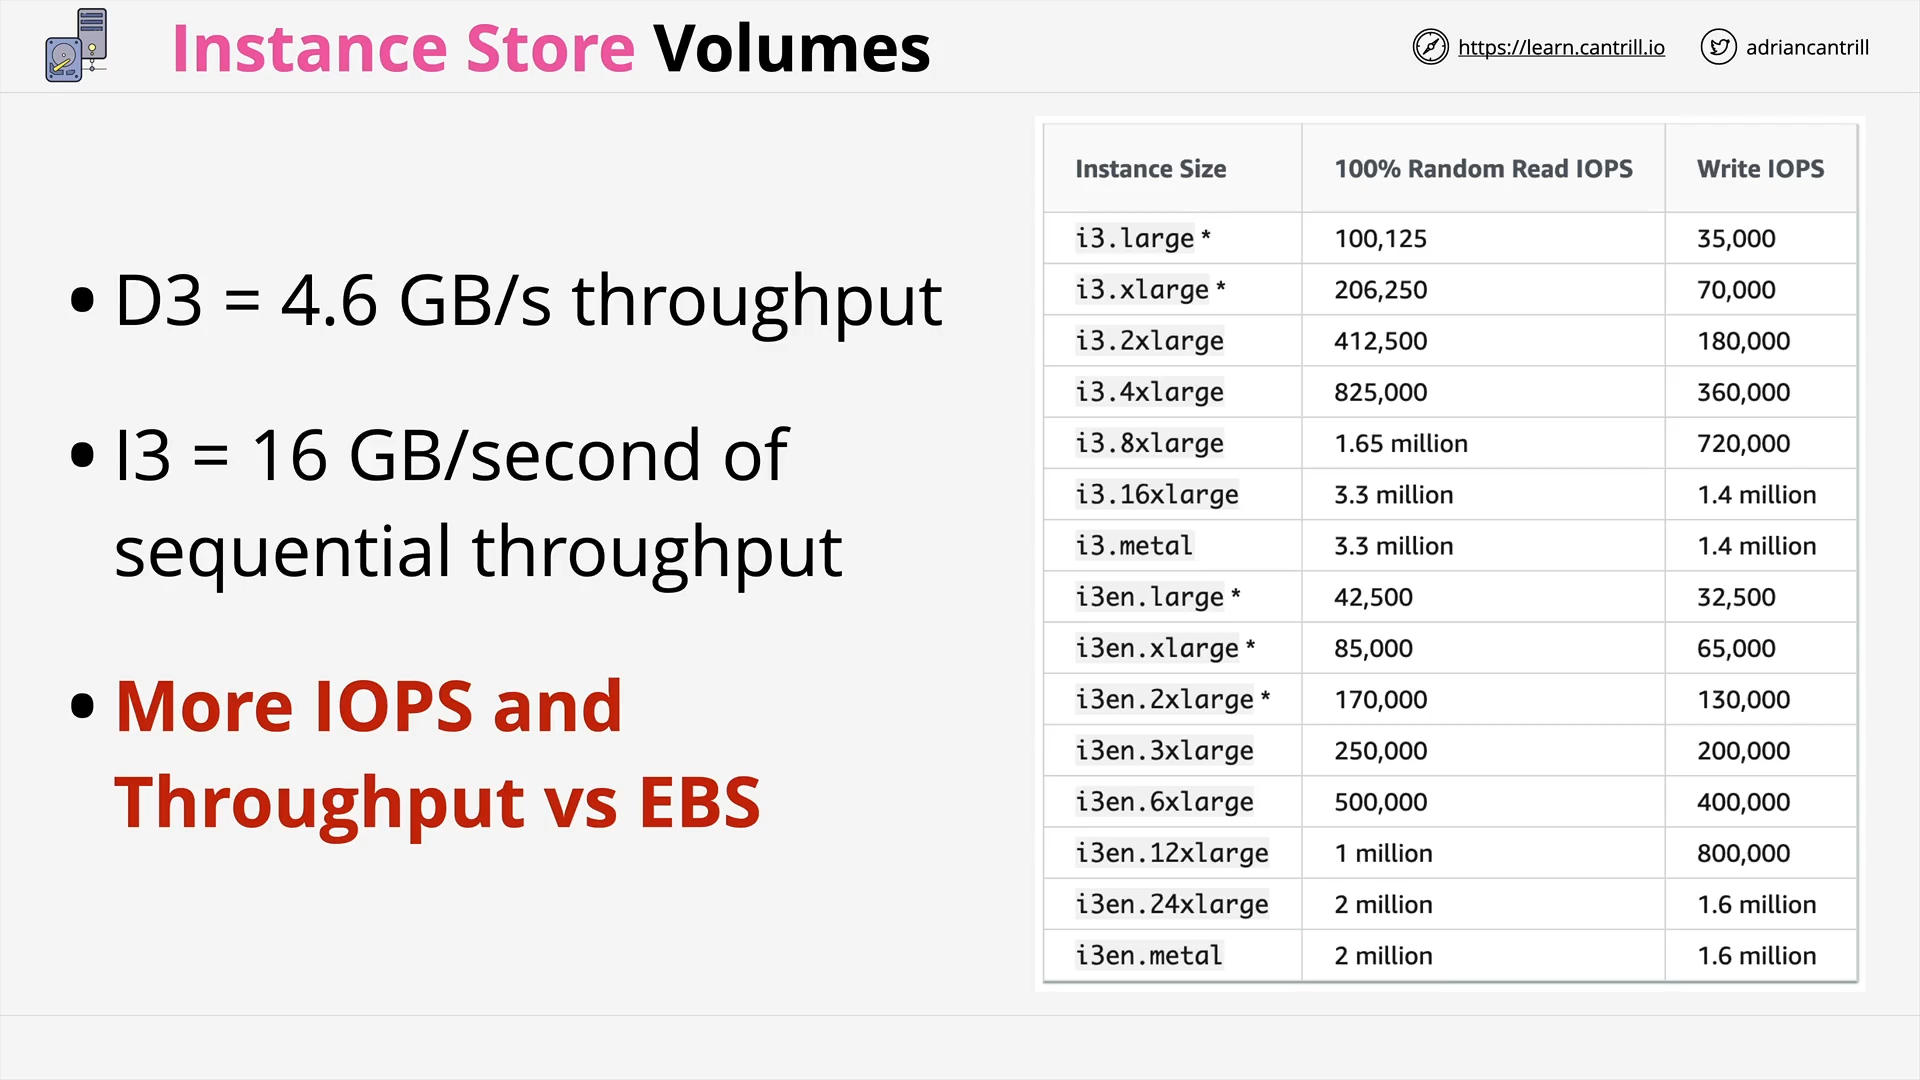 Instance Store Volumes
https://learn.cantrill.io
adriancantrill
• D3 = 4.6 GB/s throughput
• I3 = 16 GB/second of
sequential throughput
• More IOPS and
Throughput vs EBS
Instance Size 100% Random Read IOPS Write IOPS
i3.large * 100,125 35,000
i3.xlarge * 206,250 70,000
i3.2xlarge 412,500 180,000
i3.4xlarge 825,000 360,000
i3.8xlarge 1.65 million 720,000
i3.16xlarge 3.3 million 1.4 million
i3.metal 3.3 million 1.4 million
i3en.large * 42,500 32,500
i3en.xlarge * 85,000 65,000
i3en.2xlarge * 170,000 130,000
i3en.3xlarge 250,000 200,000
i3en.6xlarge 500,000 400,000
i3en.12xlarge 1 million 800,000
i3en.24xlarge 2 million 1.6 million
i3en.metal 2 million 1.6 million